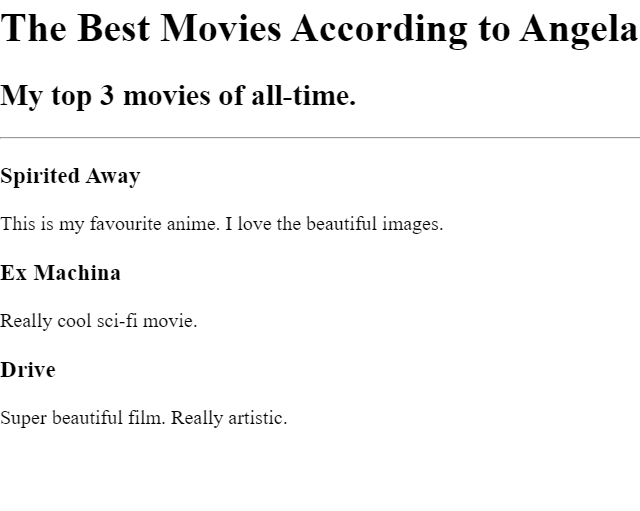 The Best Movies According to Angela
My top 3 movies of all-time.
Spirited Away
This is my favourite anime. I love the beautiful images.
Ex Machina
Really cool sci-fi movie.
Drive
Super beautiful film. Really artistic.